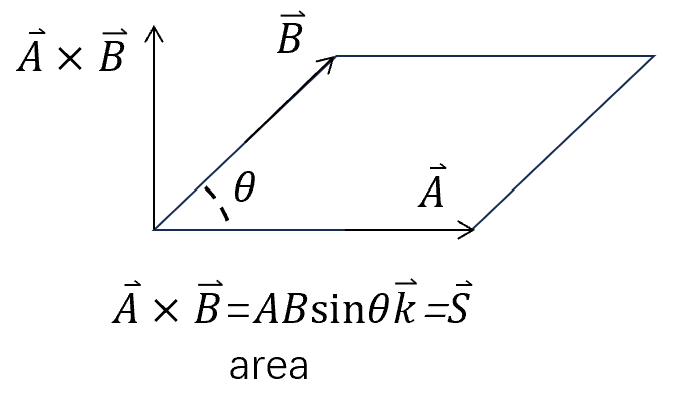 A⃗ × B⃗
B⃗
θ
A⃗
A⃗ × B⃗ = ABsinθk⃗ = S⃗
area